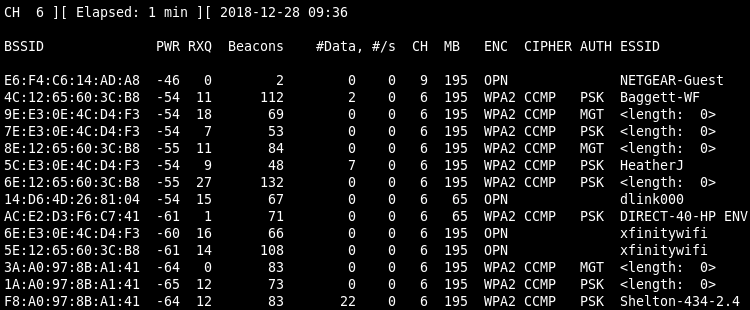 CH  6 ][ Elapsed: 1 min ][ 2018-12-28 09:36
BSSID              PWR RXQ  Beacons    #Data, #/s  CH  MB   ENC  CIPHER AUTH ESSID
E6:F4:C6:14:AD:A8  -46   0        2        0    0   9  195  OPN              NETGEAR-Guest
4C:12:65:60:3C:B8  -54  11      112        2    0   6  195  WPA2 CCMP   PSK  Baggett-WF
9E:E3:0E:4C:D4:F3  -54  18       69        0    0   6  195  WPA2 CCMP   MGT  <length:  0>
7E:E3:0E:4C:D4:F3  -54   7       53        0    0   6  195  WPA2 CCMP   PSK  <length:  0>
8E:12:65:60:3C:B8  -55  11       84        0    0   6  195  WPA2 CCMP   MGT  <length:  0>
5C:E3:0E:4C:D4:F3  -54   9       48        7    0   6  195  WPA2 CCMP   PSK  HeatherJ
6E:12:65:60:3C:B8  -55  27      132        0    0   6  195  WPA2 CCMP   PSK  <length:  0>
14:D6:4D:26:81:04  -54  15       67        0    0   6   65  OPN              dlink000
AC:E2:D3:F6:C7:41  -61   1       71        0    0   6   65  WPA2 CCMP   PSK  DIRECT-40-HP ENV
6E:E3:0E:4C:D4:F3  -60  16       66        0    0   6  195  OPN              xfinitywifi
5E:12:65:60:3C:B8  -61  14      108        0    0   6  195  OPN              xfinitywifi
3A:A0:97:8B:A1:41  -64   0       83        0    0   6  195  WPA2 CCMP   MGT  <length:  0>
1A:A0:97:8B:A1:41  -65  12       73        0    0   6  195  WPA2 CCMP   PSK  <length:  0>
F8:A0:97:8B:A1:41  -64  12       83       22    0   6  195  WPA2 CCMP   PSK  Shelton-434-2.4